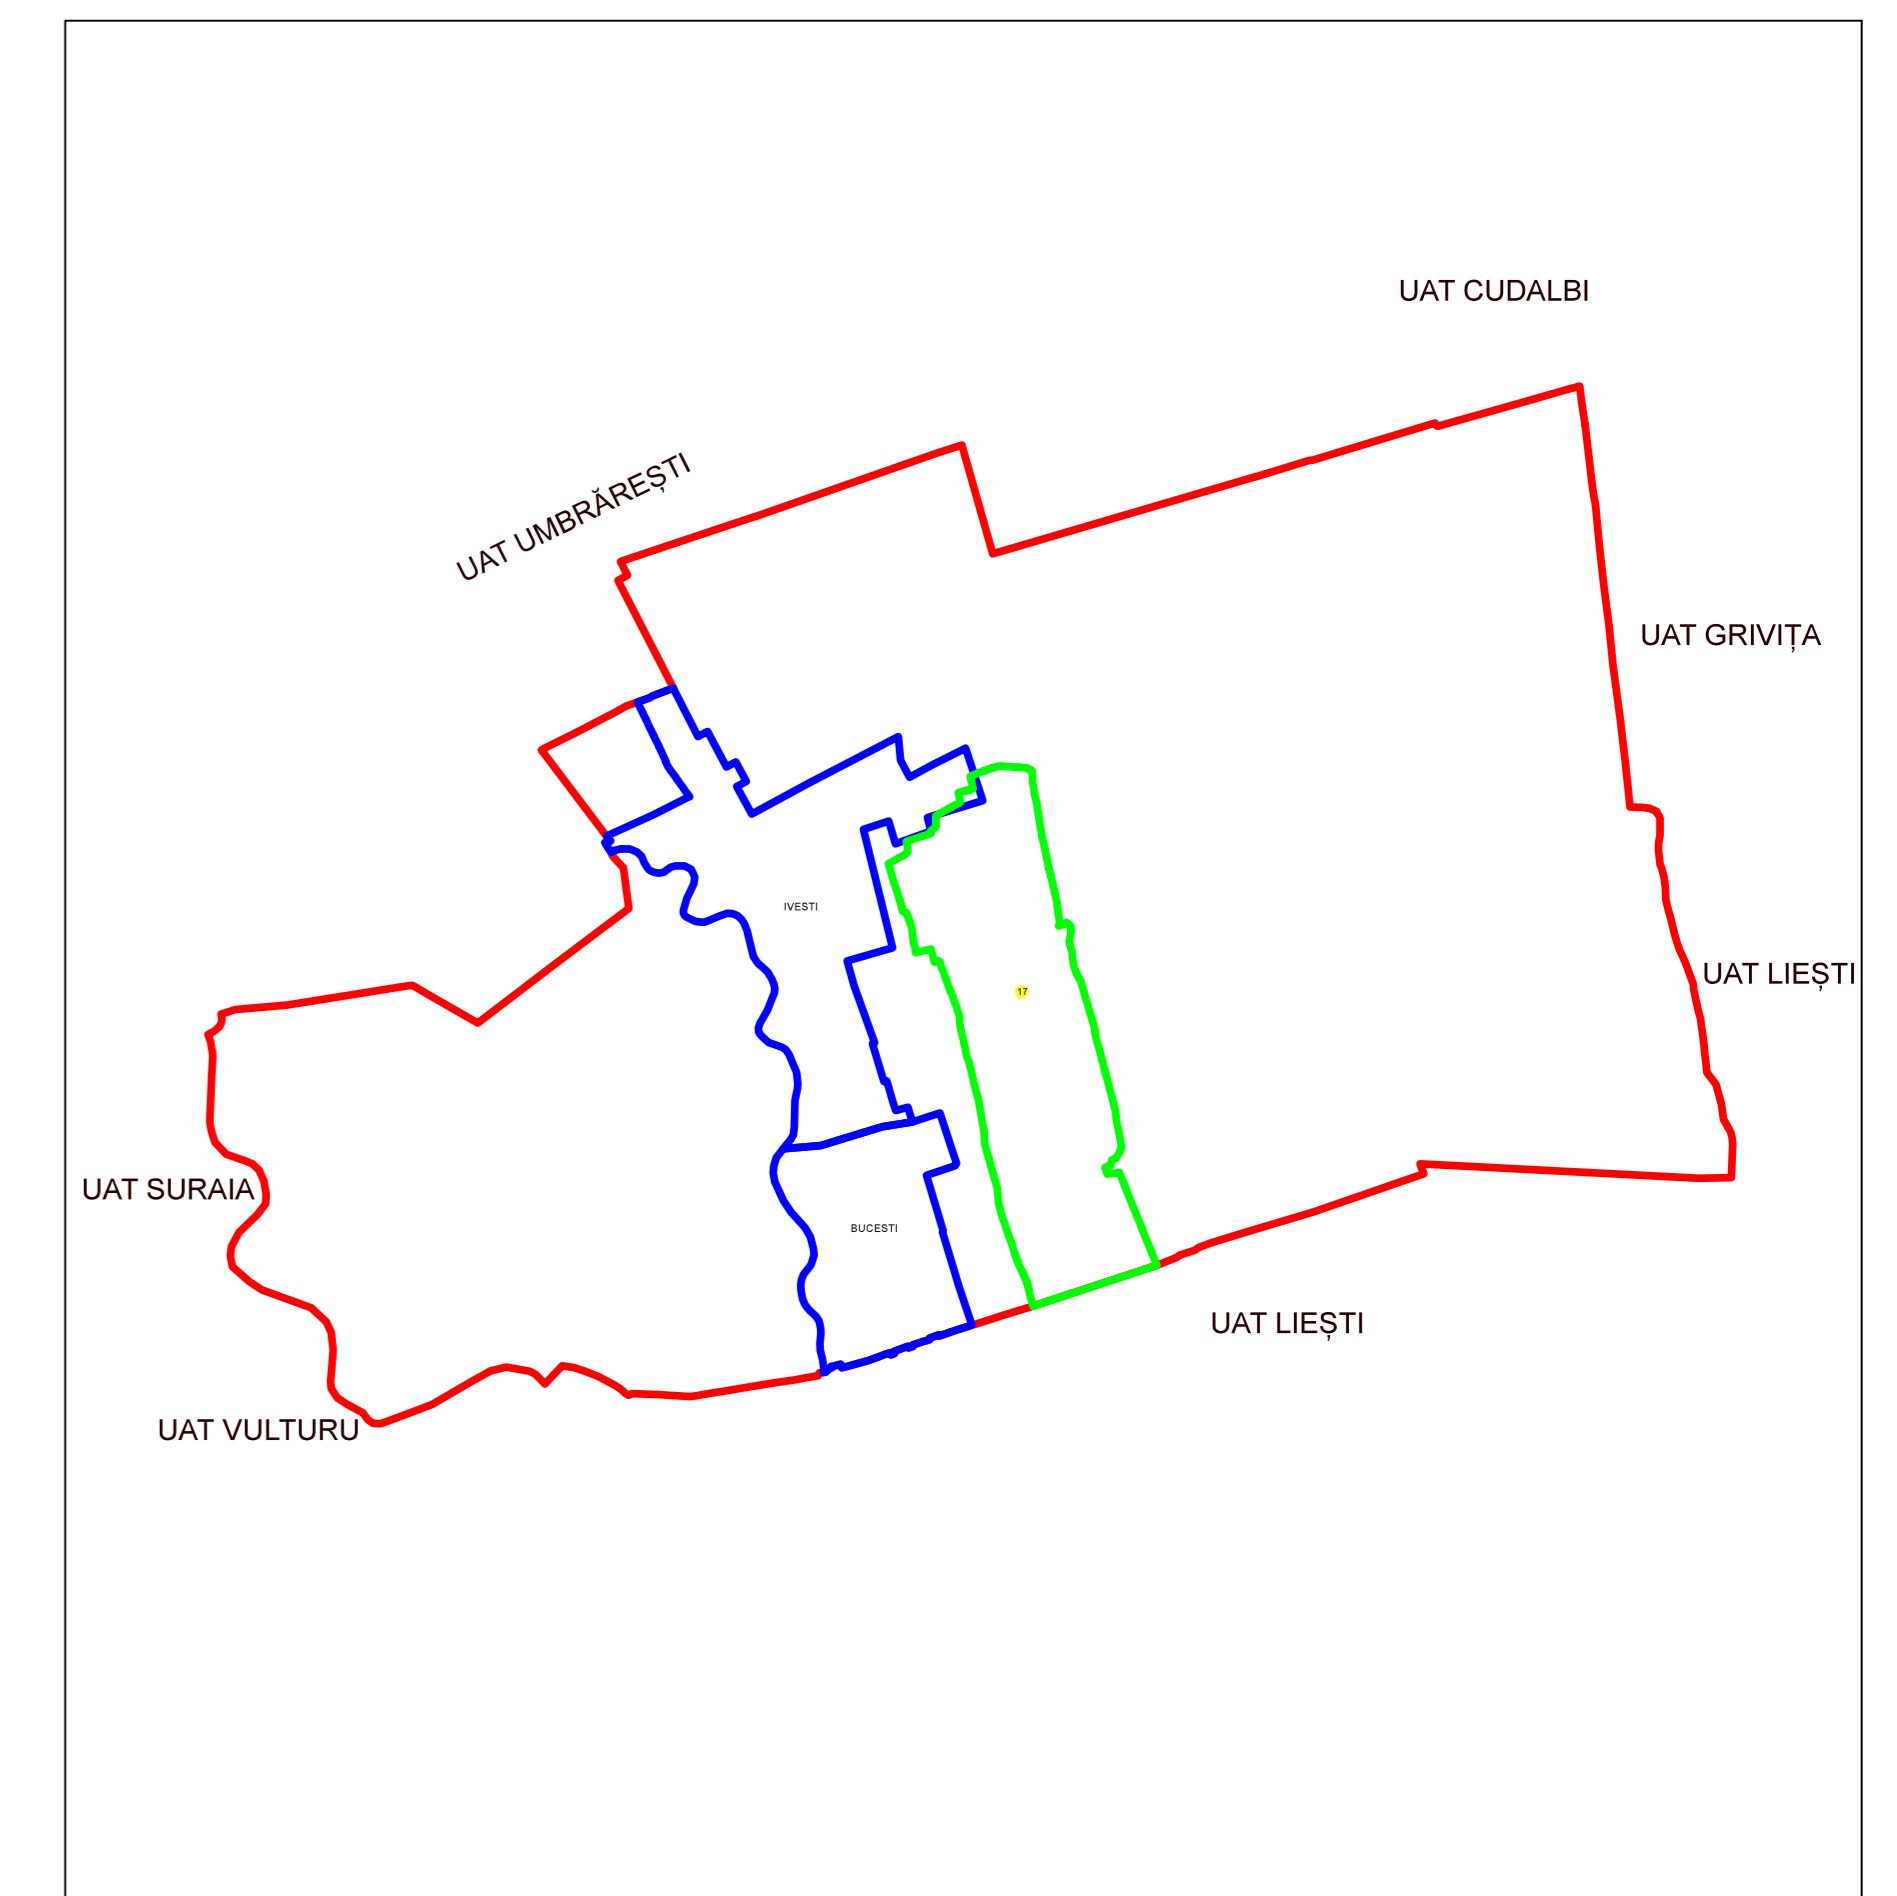 UAT CUDALBI
UAT UMBRĂREȘTI
UAT GRIVIȚA
IVESTI
UAT LIEȘTI
17
UAT SURAIA
BUCESTI
UAT LIEȘTI
UAT VULTURU